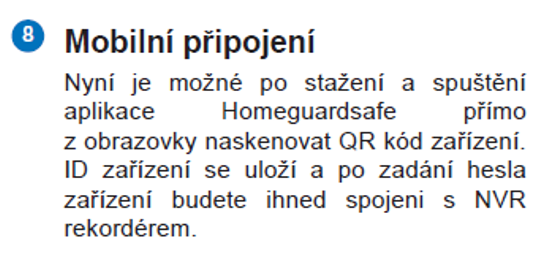 8
Mobilní připojení
Nyní je možné po stažení a spuštění
aplikace Homeguardsafe přímo
z obrazovky naskenovat QR kód zařízení.
ID zařízení se uloží a po zadání hesla
zařízení budete ihned spojeni s NVR
rekordérem.